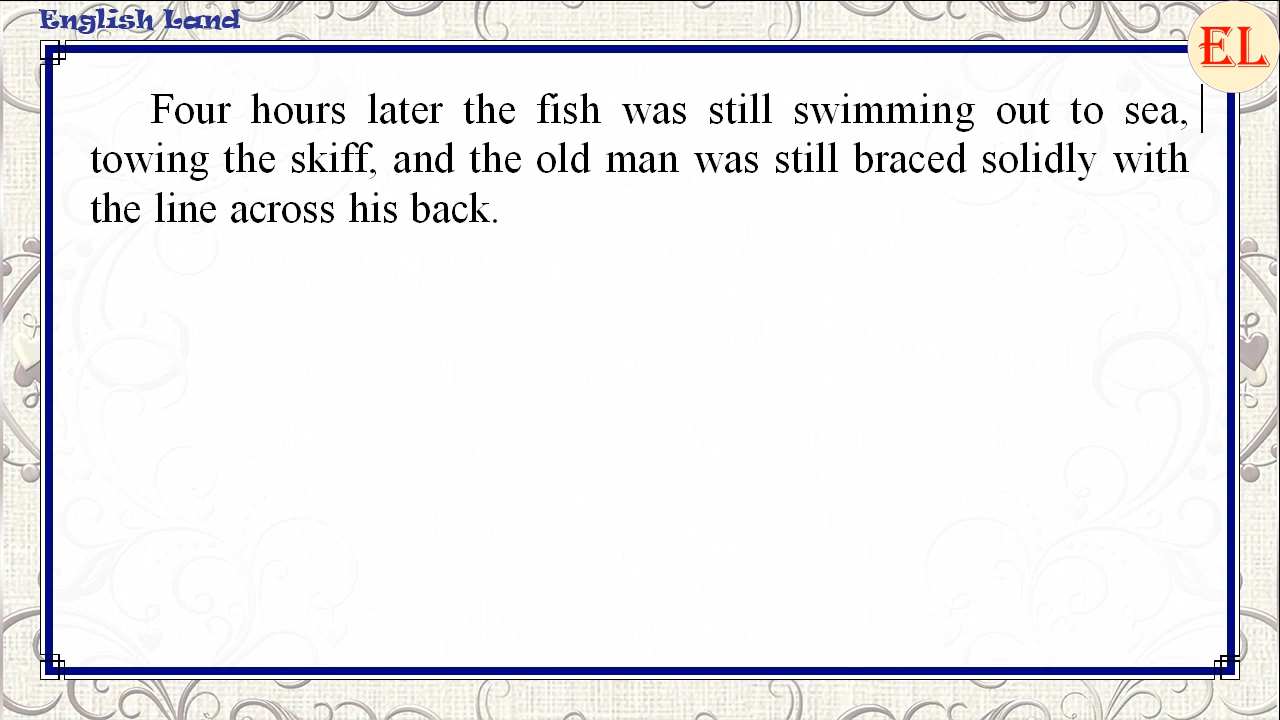 English Land
EL
Four hours later the fish was still swimming out to sea,
towing the skiff, and the old man was still braced solidly with
the line across his back.